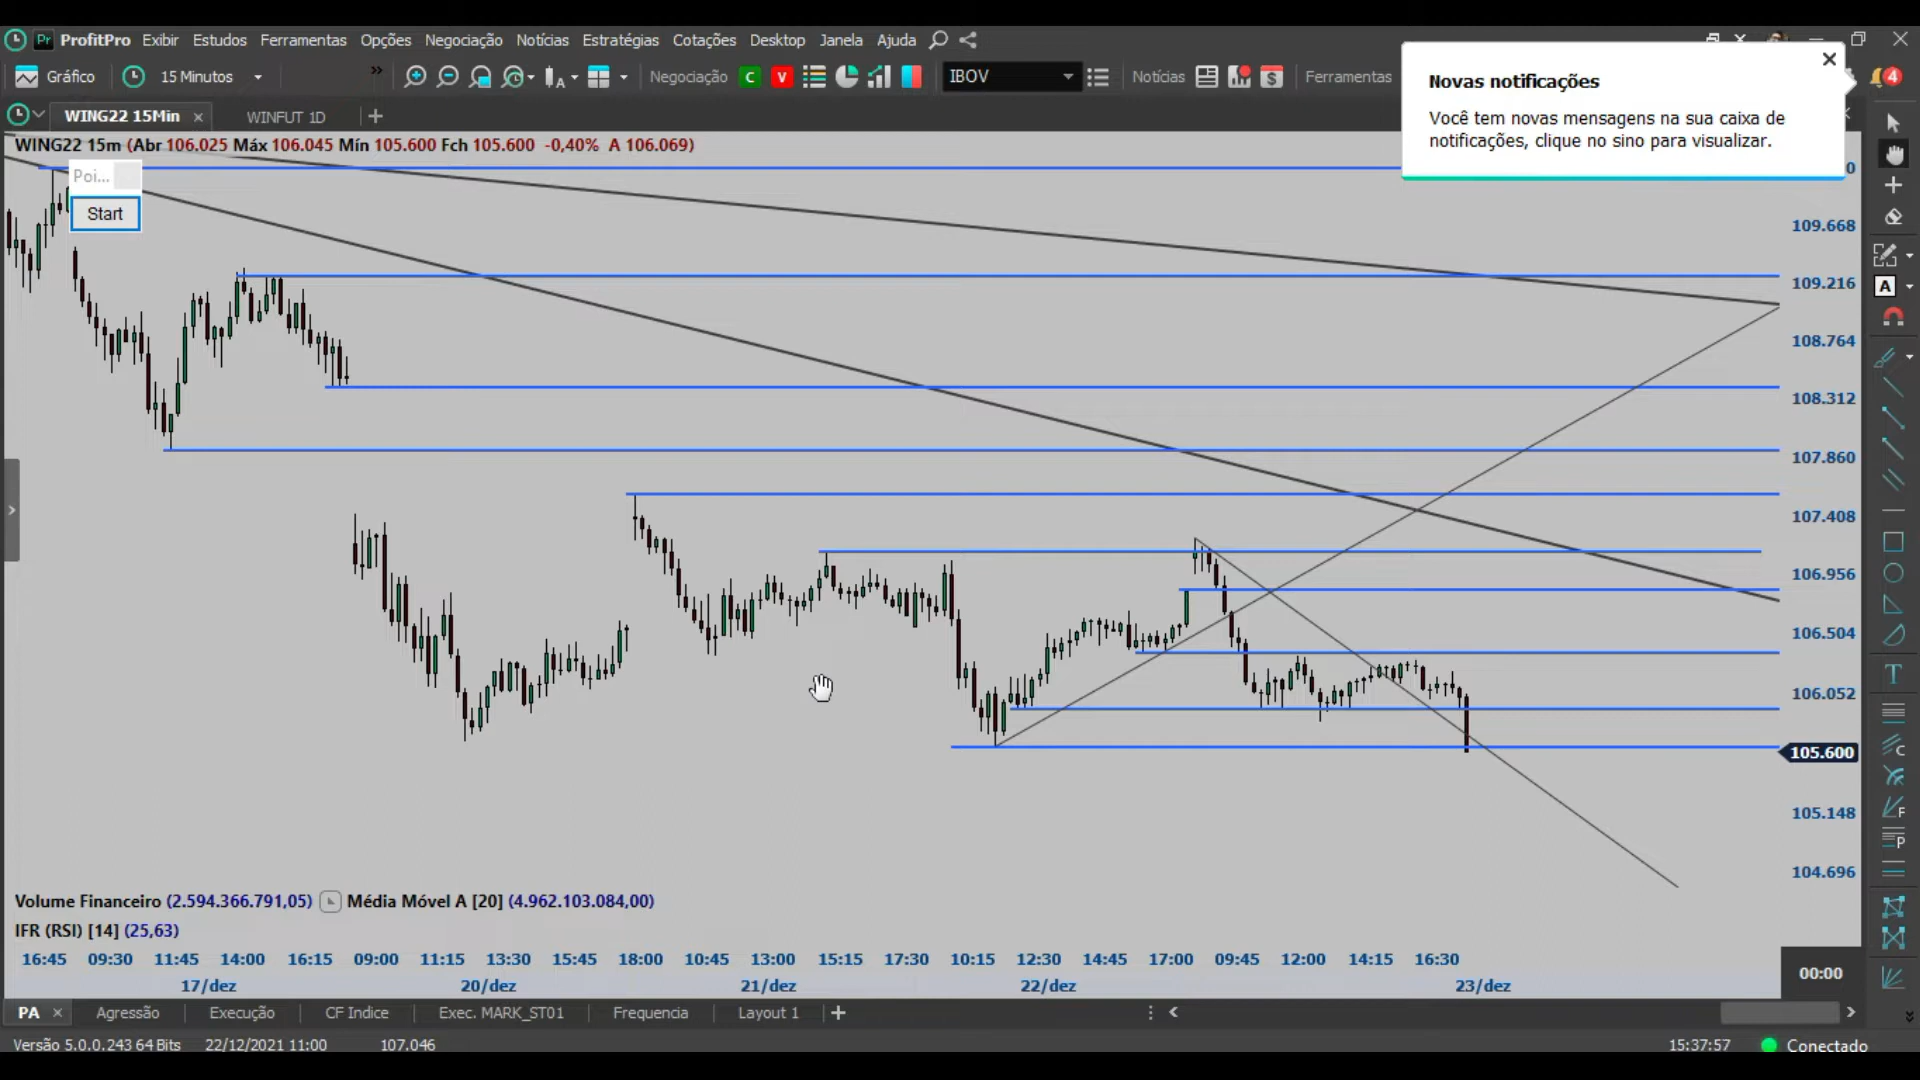 Pr ProfitPro Exibir Estudos Ferramentas Opções Negociação Notícias Estratégias Cotações Desktop Janela Ajuda
Gráfico 15 Minutos » A Negociação C V IBOV Notícias $ Ferramentas
Novas notificações
Você tem novas mensagens na sua caixa de
notificações, clique no sino para visualizar.
4
WING22 15Min WINFUT 1D
WING22 15m (Abr 106.025 Máx 106.045 Mín 105.600 Fch 105.600 -0,40% A 106.069)
Poi...
Start
0
109.668
109.216
108.764
108.312
107.860
107.408
106.956
106.504
106.052
105.600
105.148
104.696
A
T
C
F
P
Volume Financeiro (2.594.366.791,05) Média Móvel A [20] (4.962.103.084,00)
IFR (RSI) [14] (25,63)
16:45 09:30 11:45 14:00 16:15 09:00 11:15 13:30 15:45 18:00 10:45 13:00 15:15 17:30 10:15 12:30 14:45 17:00 09:45 12:00 14:15 16:30
17/dez 20/dez 21/dez 22/dez 23/dez
00:00
PA Agressão Execução CF Indice Exec. MARK_ST01 Frequencia Layout 1
Versão 5.0.0.243 64 Bits 22/12/2021 11:00 107.046 15:37:57 Conectado